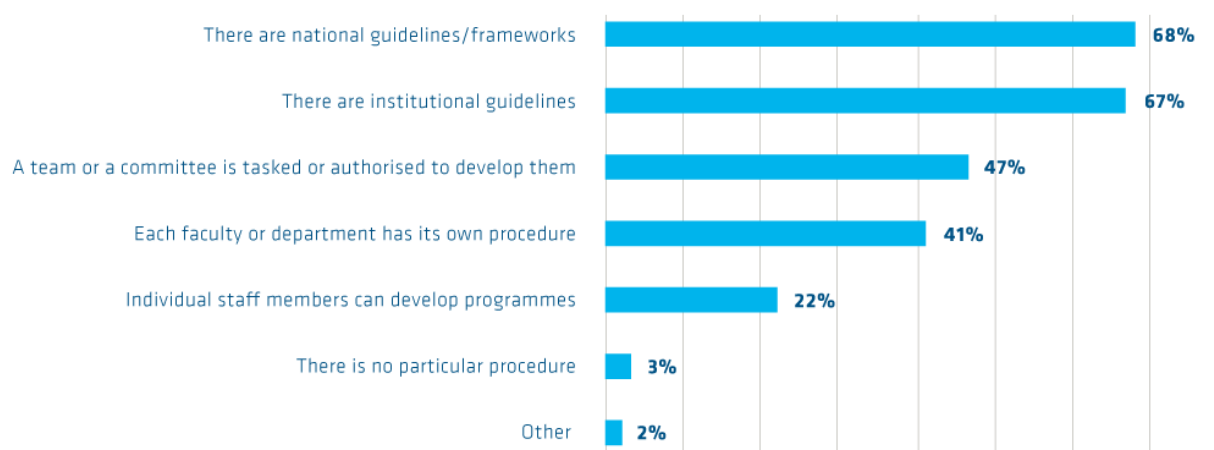 There are national guidelines/frameworks 68%
There are institutional guidelines 67%
A team or a committee is tasked or authorised to develop them 47%
Each faculty or department has its own procedure 41%
Individual staff members can develop programmes 22%
There is no particular procedure 3%
Other 2%